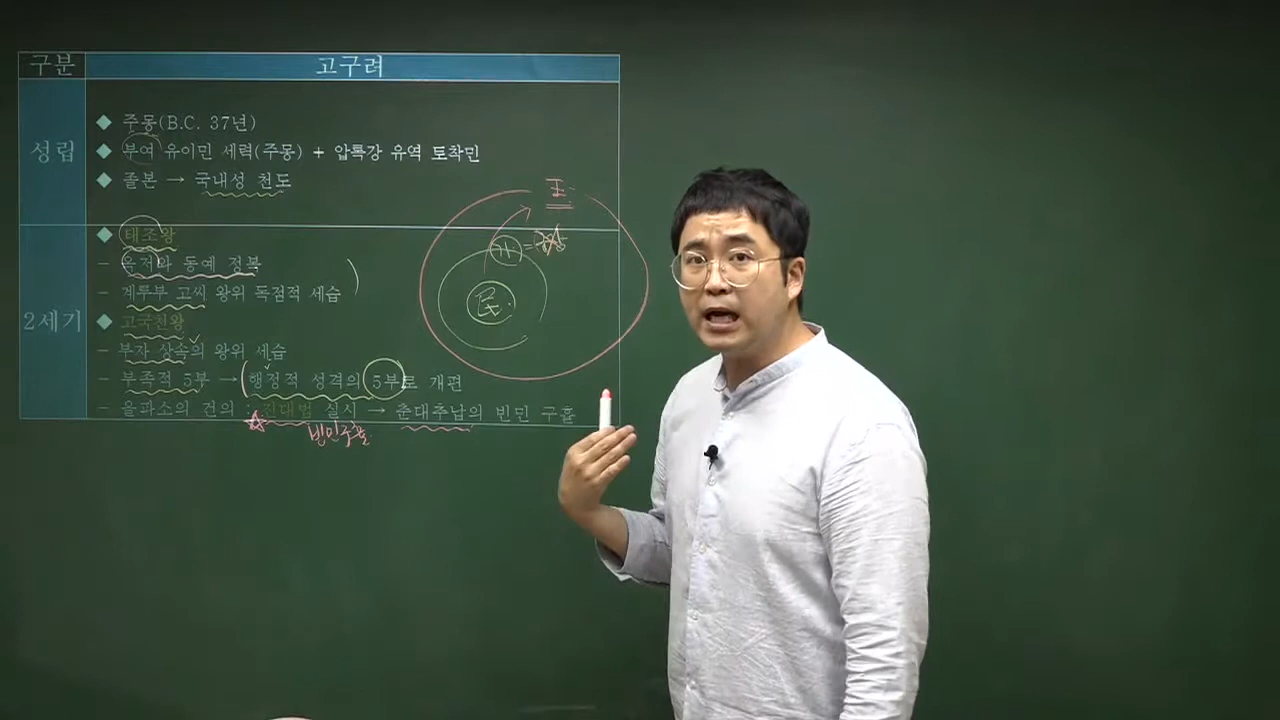 구분 고구려
성립
◆ 주몽(B.C. 37년)
◆ 부여 유이민 세력(주몽) + 압록강 유역 토착민
◆ 졸본 → 국내성 천도
2세기
◆ 태조왕
- 옥저와 동예 정복
- 계루부 고씨 왕위 독점적 세습
◆ 고국천왕
- 부자 상속의 왕위 세습
- 부족적 5부 → 행정적 성격의 5부로 개편
- 을파소의 건의 : 진대법 실시 → 춘대추납의 빈민 구휼
빈민구휼
王
民